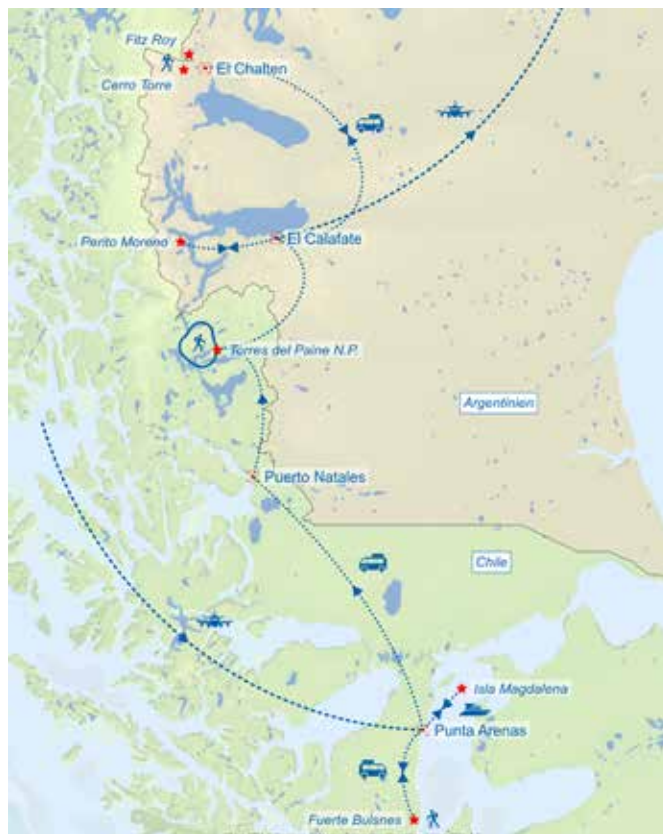 Fitz Roy
El Chalten
Cerro Torre
Perito Moreno
El Calafate
Torres del Paine N.P.
Argentinien
Puerto Natales
Chile
Isla Magdalena
Punta Arenas
Fuerte Bulsnes